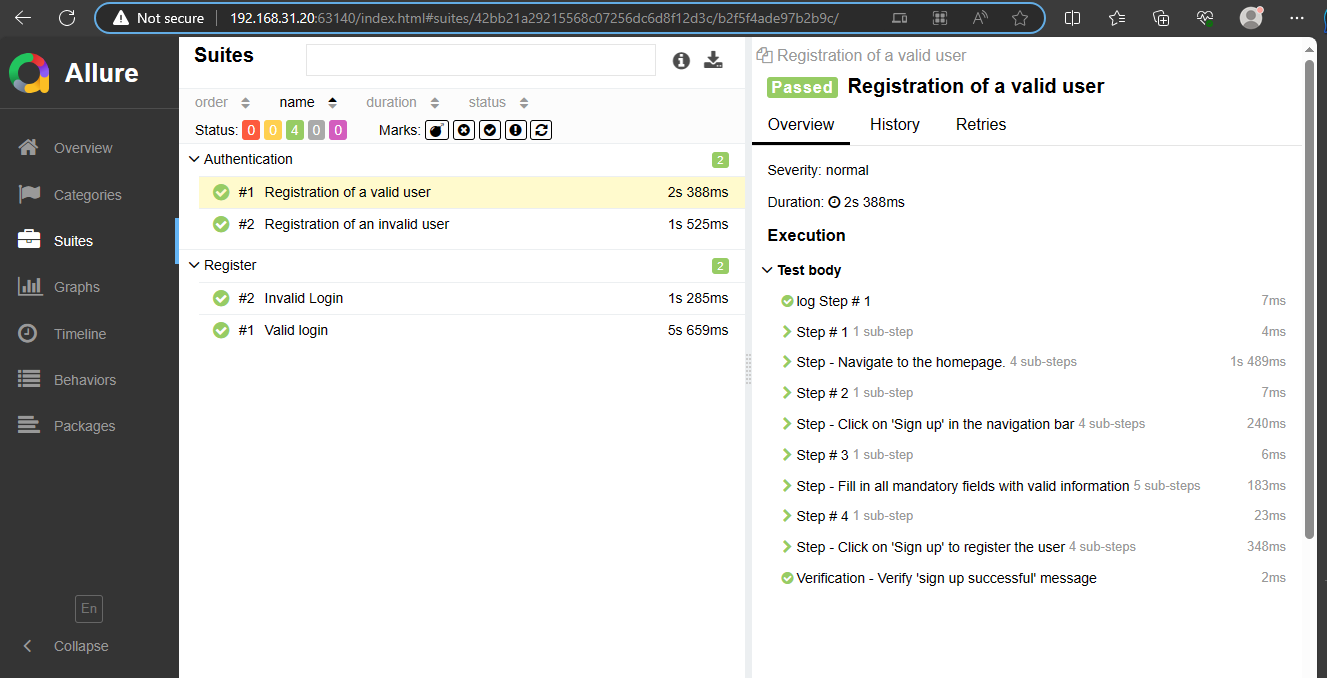 Not secure 192.168.31.20:63140/index.html#suites/42bb21a29215568c07256dc6d8f12d3c/b2f5f4ade97b2b9c/
Allure
Overview
Categories
Suites
Graphs
Timeline
Behaviors
Packages
En
Collapse
Suites
order name duration status
Status: 0 0 4 0 0 Marks:
Authentication 2
#1 Registration of a valid user 2s 388ms
#2 Registration of an invalid user 1s 525ms
Register 2
#2 Invalid Login 1s 285ms
#1 Valid login 5s 659ms
Registration of a valid user
Passed Registration of a valid user
Overview History Retries
Severity: normal
Duration: 2s 388ms
Execution
Test body
log Step # 1 7ms
Step # 1 1 sub-step 4ms
Step - Navigate to the homepage. 4 sub-steps 1s 489ms
Step # 2 1 sub-step 7ms
Step - Click on 'Sign up' in the navigation bar 4 sub-steps 240ms
Step # 3 1 sub-step 6ms
Step - Fill in all mandatory fields with valid information 5 sub-steps 183ms
Step # 4 1 sub-step 23ms
Step - Click on 'Sign up' to register the user 4 sub-steps 348ms
Verification - Verify 'sign up successful' message 2ms